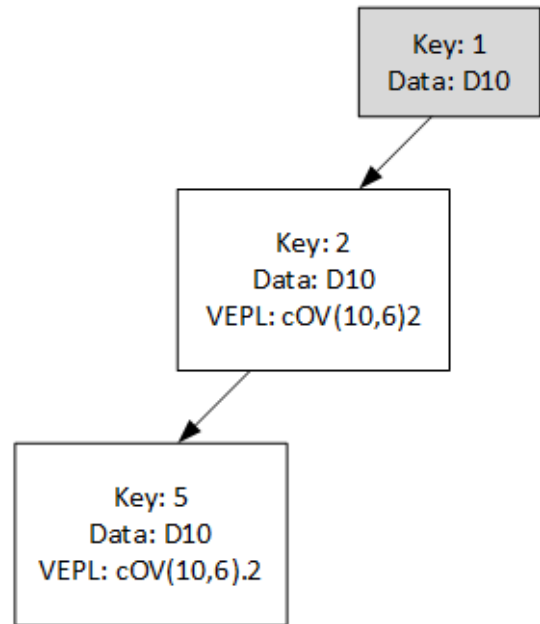 Key: 1
Data: D10
Key: 2
Data: D10
VEPL: cOV(10,6)2
Key: 5
Data: D10
VEPL: cOV(10,6).2